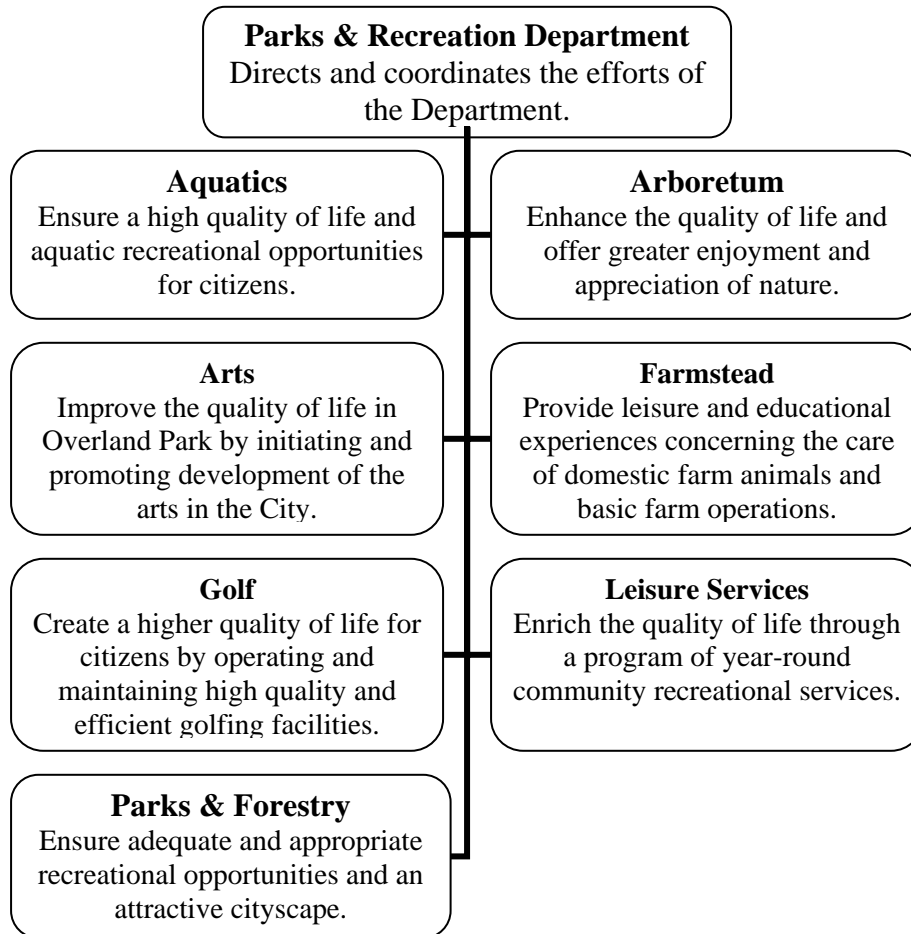 Parks & Recreation Department
Directs and coordinates the efforts of
the Department.
Aquatics
Ensure a high quality of life and
aquatic recreational opportunities
for citizens.
Arboretum
Enhance the quality of life and
offer greater enjoyment and
appreciation of nature.
Arts
Improve the quality of life in
Overland Park by initiating and
promoting development of the
arts in the City.
Farmstead
Provide leisure and educational
experiences concerning the care
of domestic farm animals and
basic farm operations.
Golf
Create a higher quality of life for
citizens by operating and
maintaining high quality and
efficient golfing facilities.
Leisure Services
Enrich the quality of life through
a program of year-round
community recreational services.
Parks & Forestry
Ensure adequate and appropriate
recreational opportunities and an
attractive cityscape.